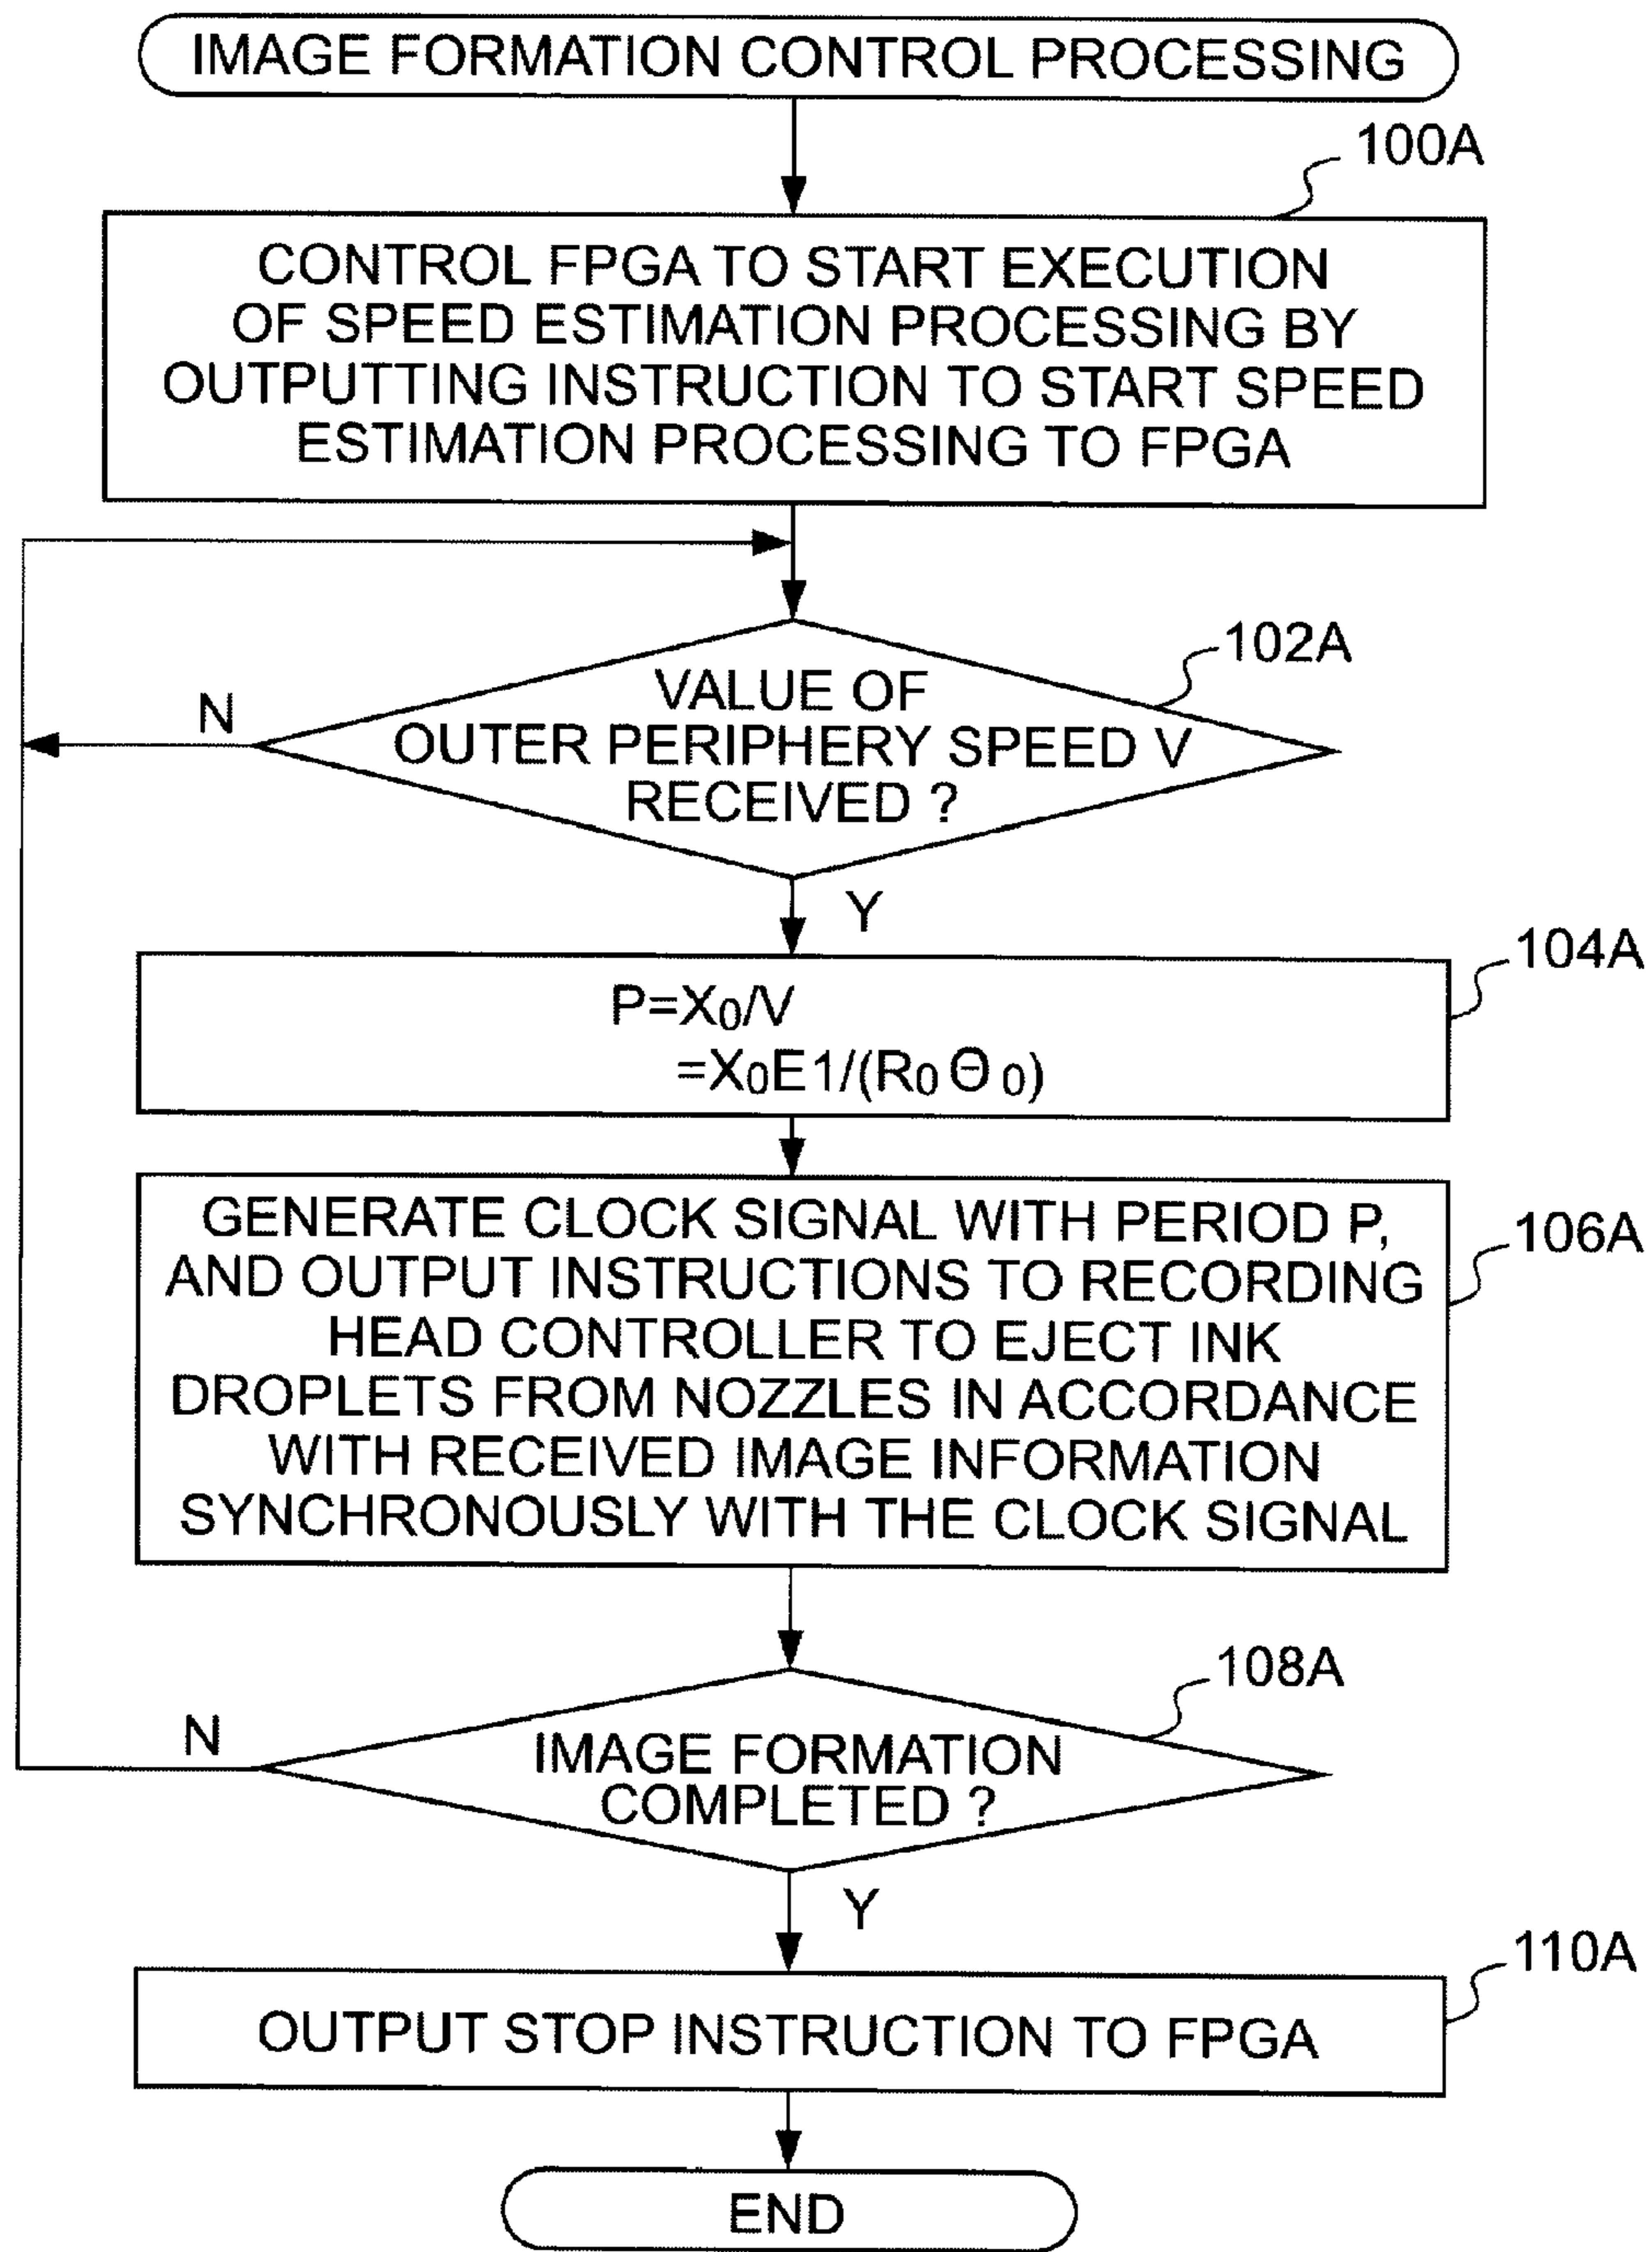 IMAGE FORMATION CONTROL PROCESSING
100A
CONTROL FPGA TO START EXECUTION
OF SPEED ESTIMATION PROCESSING BY
OUTPUTTING INSTRUCTION TO START SPEED
ESTIMATION PROCESSING TO FPGA
102A
VALUE OF
OUTER PERIPHERY SPEED V
RECEIVED ?
N
Y
104A
P=X₀/V
=X₀E1/(R₀Θ₀)
106A
GENERATE CLOCK SIGNAL WITH PERIOD P,
AND OUTPUT INSTRUCTIONS TO RECORDING
HEAD CONTROLLER TO EJECT INK
DROPLETS FROM NOZZLES IN ACCORDANCE
WITH RECEIVED IMAGE INFORMATION
SYNCHRONOUSLY WITH THE CLOCK SIGNAL
108A
N
IMAGE FORMATION
COMPLETED ?
Y
110A
OUTPUT STOP INSTRUCTION TO FPGA
END